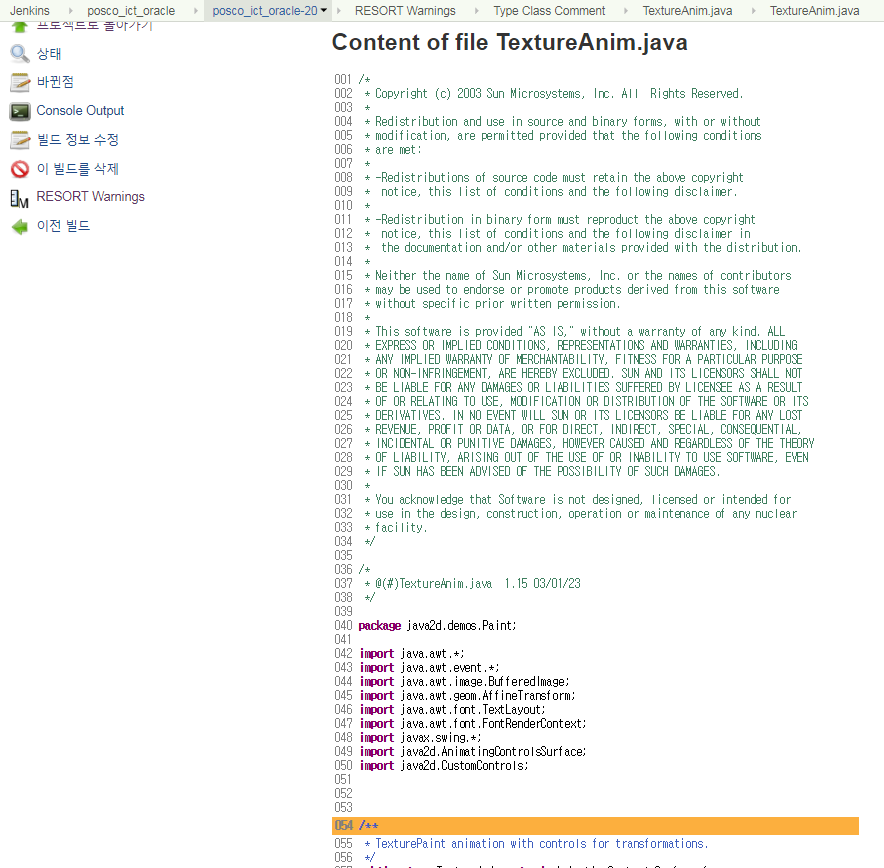 Jenkins posco_ict_oracle posco_ict_oracle-20 RESORT Warnings Type Class Comment TextureAnim.java TextureAnim.java
프로젝트로 돌아가기
상태
바뀐점
Console Output
빌드 정보 수정
이 빌드를 삭제
RESORT Warnings
이전 빌드
Content of file TextureAnim.java
001 /*
002  * Copyright (c) 2003 Sun Microsystems, Inc. All  Rights Reserved.
003  *
004  * Redistribution and use in source and binary forms, with or without
005  * modification, are permitted provided that the following conditions
006  * are met:
007  *
008  * -Redistributions of source code must retain the above copyright
009  *  notice, this list of conditions and the following disclaimer.
010  *
011  * -Redistribution in binary form must reproduce the above copyright
012  *  notice, this list of conditions and the following disclaimer in
013  *  the documentation and/or other materials provided with the distribution.
014  *
015  * Neither the name of Sun Microsystems, Inc. or the names of contributors
016  * may be used to endorse or promote products derived from this software
017  * without specific prior written permission.
018  *
019  * This software is provided "AS IS," without a warranty of any kind. ALL
020  * EXPRESS OR IMPLIED CONDITIONS, REPRESENTATIONS AND WARRANTIES, INCLUDING
021  * ANY IMPLIED WARRANTY OF MERCHANTABILITY, FITNESS FOR A PARTICULAR PURPOSE
022  * OR NON-INFRINGEMENT, ARE HEREBY EXCLUDED. SUN AND ITS LICENSORS SHALL NOT
023  * BE LIABLE FOR ANY DAMAGES OR LIABILITIES SUFFERED BY LICENSEE AS A RESULT
024  * OF OR RELATING TO USE, MODIFICATION OR DISTRIBUTION OF THE SOFTWARE OR ITS
025  * DERIVATIVES. IN NO EVENT WILL SUN OR ITS LICENSORS BE LIABLE FOR ANY LOST
026  * REVENUE, PROFIT OR DATA, OR FOR DIRECT, INDIRECT, SPECIAL, CONSEQUENTIAL,
027  * INCIDENTAL OR PUNITIVE DAMAGES, HOWEVER CAUSED AND REGARDLESS OF THE THEORY
028  * OF LIABILITY, ARISING OUT OF THE USE OF OR INABILITY TO USE SOFTWARE, EVEN
029  * IF SUN HAS BEEN ADVISED OF THE POSSIBILITY OF SUCH DAMAGES.
030  *
031  * You acknowledge that Software is not designed, licensed or intended for
032  * use in the design, construction, operation or maintenance of any nuclear
033  * facility.
034  */
035
036 /*
037  * @(#)TextureAnim.java  1.15 03/01/23
038  */
039
040 package java2d.demos.Paint;
041
042 import java.awt.*;
043 import java.awt.event.*;
044 import java.awt.image.BufferedImage;
045 import java.awt.geom.AffineTransform;
046 import java.awt.font.TextLayout;
047 import java.awt.font.FontRenderContext;
048 import javax.swing.*;
049 import java2d.AnimatingControlsSurface;
050 import java2d.CustomControls;
051
052
053
054 /**
055  * TexturePaint animation with controls for transformations.
056  */